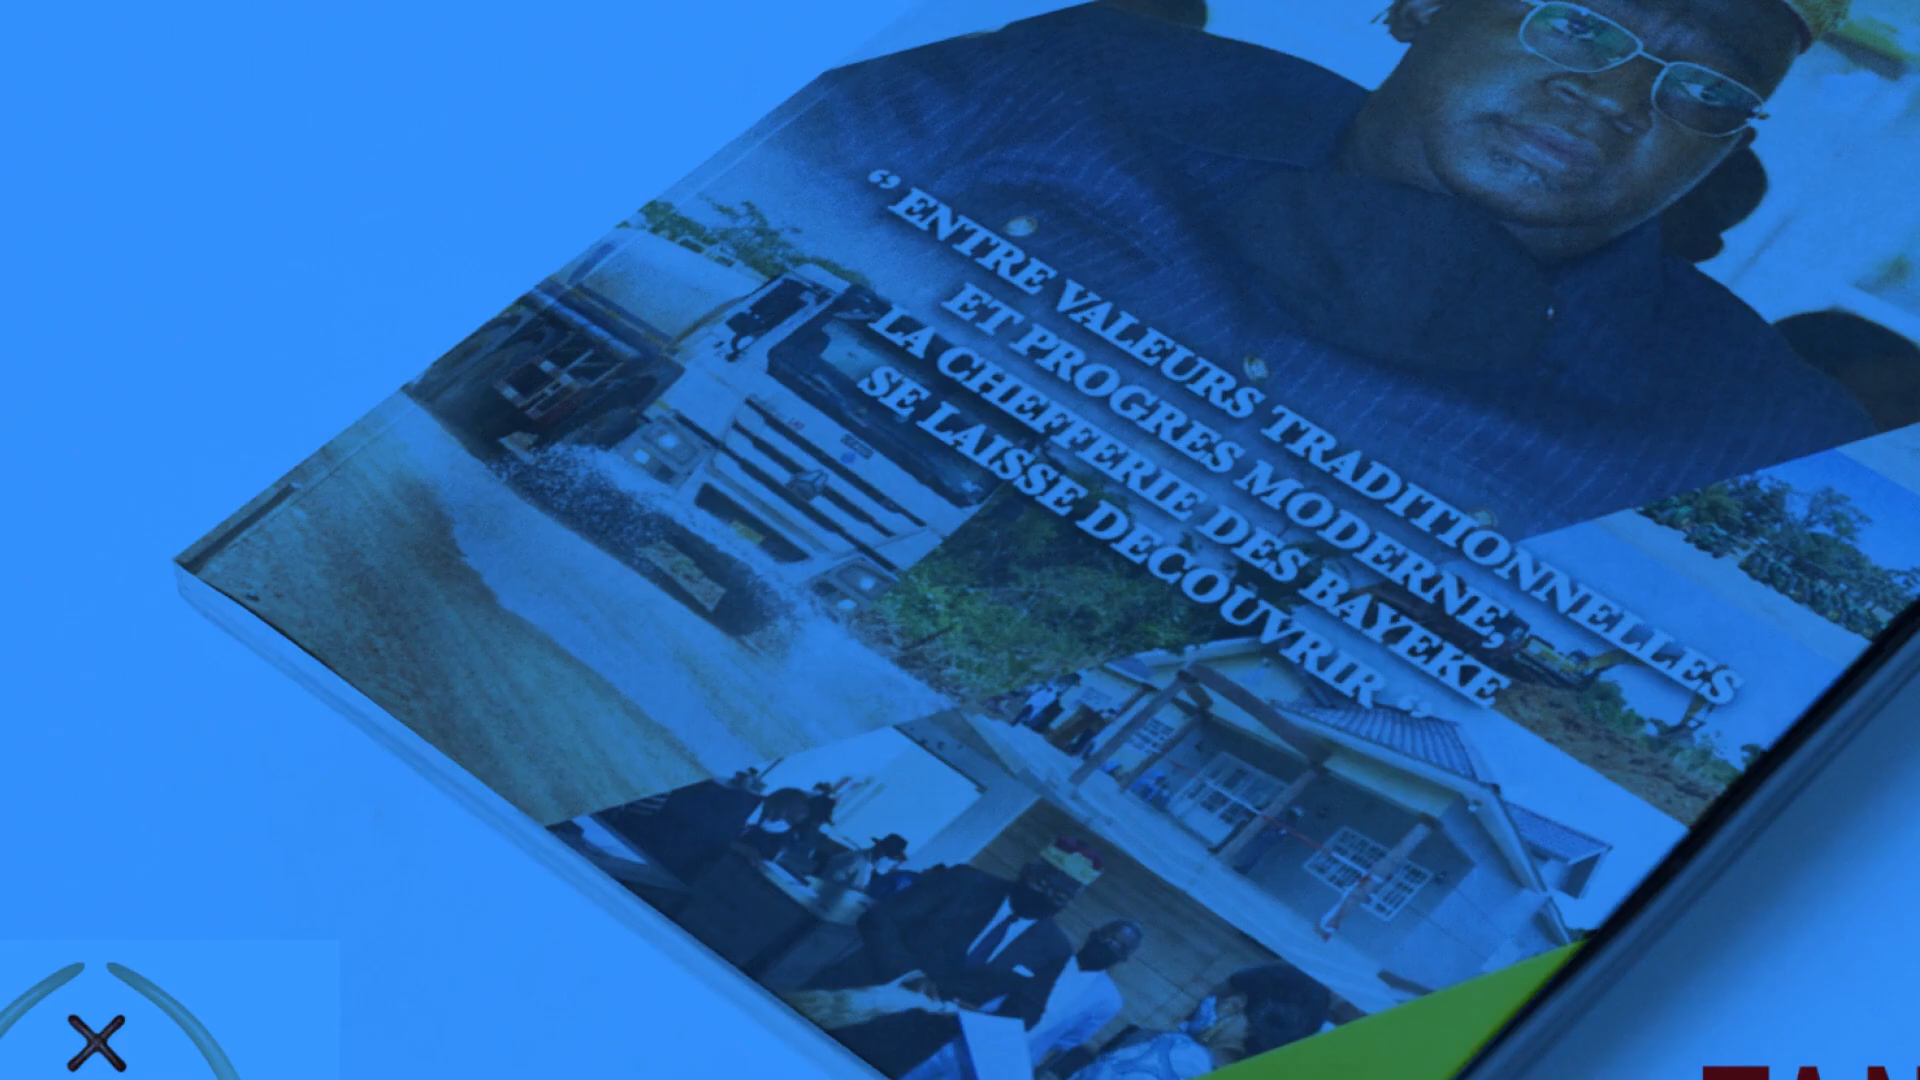 “ ENTRE VALEURS TRADITIONNELLES
ET PROGRES MODERNE,
LA CHEFFERIE DES BAYEKE
SE LAISSE DECOUVRIR “